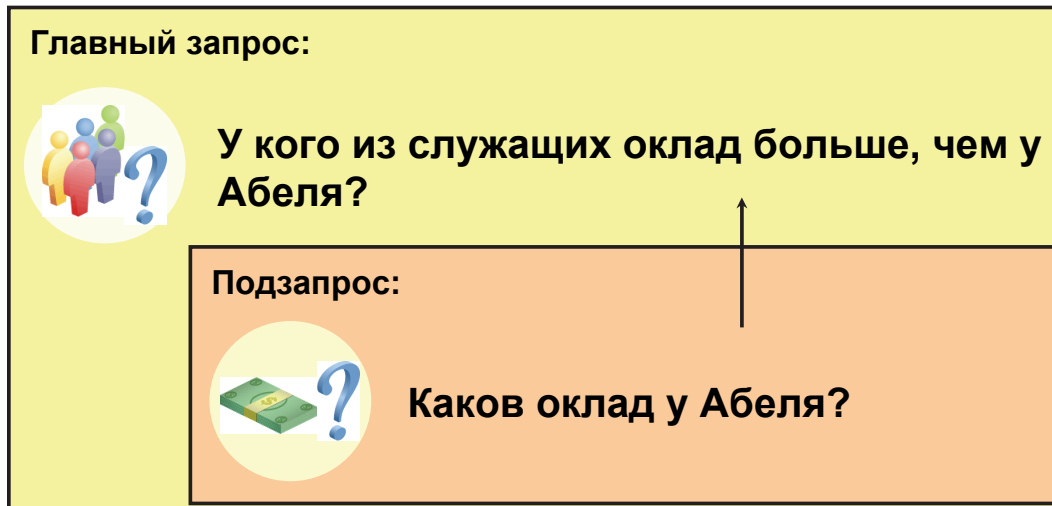 Главный запрос:
У кого из служащих оклад больше, чем у
Абеля?
Подзапрос:
Каков оклад у Абеля?